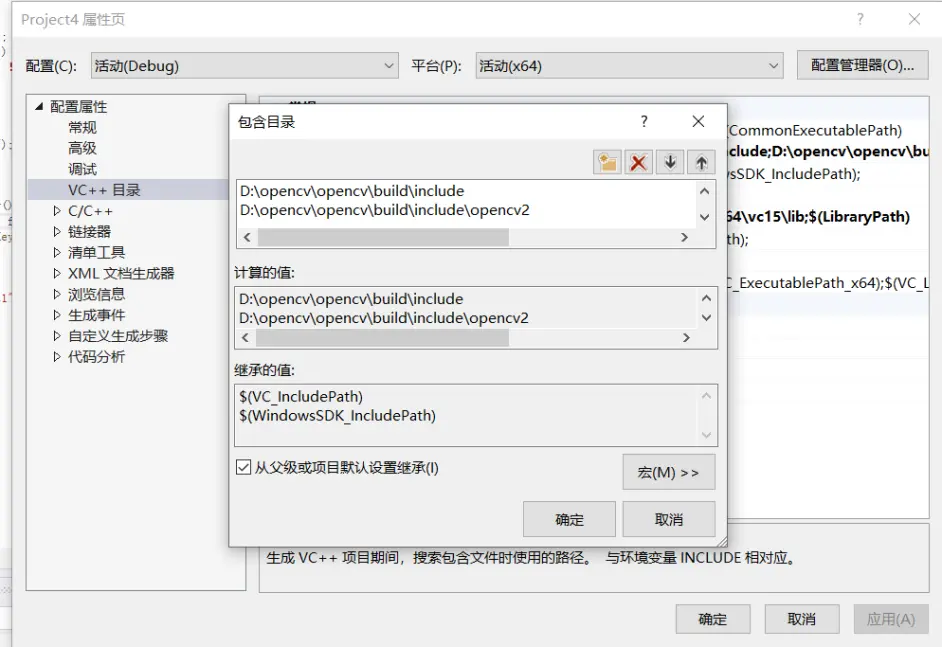 Project4 属性页
配置(C): 活动(Debug) 平台(P): 活动(x64) 配置管理器(O)...
配置属性
常规
高级
调试
VC++ 目录
C/C++
链接器
清单工具
XML 文档生成器
浏览信息
生成事件
自定义生成步骤
代码分析
包含目录
D:\opencv\opencv\build\include
D:\opencv\opencv\build\include\opencv2
计算的值:
D:\opencv\opencv\build\include
D:\opencv\opencv\build\include\opencv2
继承的值:
$(VC_IncludePath)
$(WindowsSDK_IncludePath)
从父级或项目默认设置继承(I)
宏(M) >>
确定 取消
(CommonExecutablePath)
clude;D:\opencv\opencv\bu
sSDK_IncludePath);
64\vc15\lib;$(LibraryPath)
th);
C_ExecutablePath_x64);$(VC_L
生成 VC++ 项目期间，搜索包含文件时使用的路径。 与环境变量 INCLUDE 相对应。
确定 取消 应用(A)